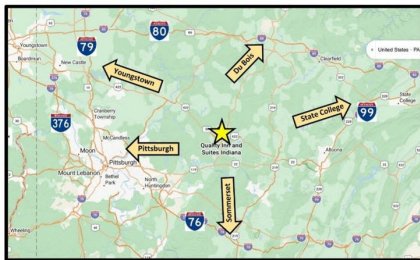 80
79
Youngstown
Boardman
New Castle
Youngstown
Du Bois
Clearfield
United States - PA
State College
State College
99
376
Cranberry
Township
McCandless
Moon
Pittsburgh
Pittsburgh
Mount Lebanon
Bethel
Park
North
Huntingdon
Quality Inn and
Suites Indiana
Altoona
Sommerset
76
Wheeling